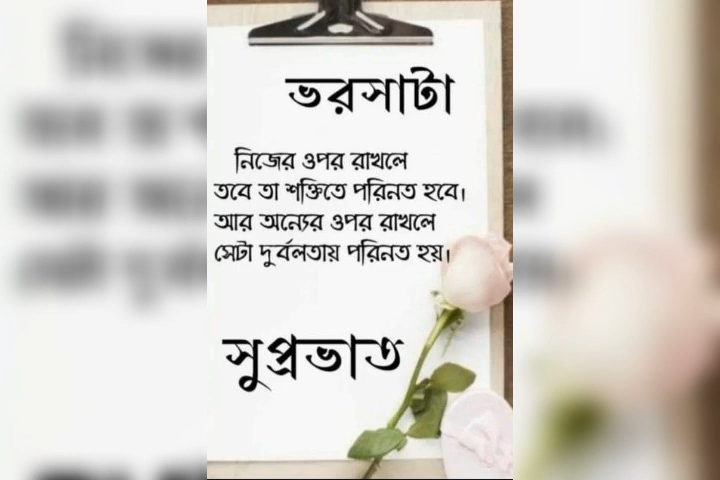 ভরসাটা
নিজের ওপর রাখলে
তবে তা শক্তিতে পরিনত হবে।
আর অন্যের ওপর রাখলে
সেটা দুর্বলতায় পরিনত হয়।
সুপ্রভাত